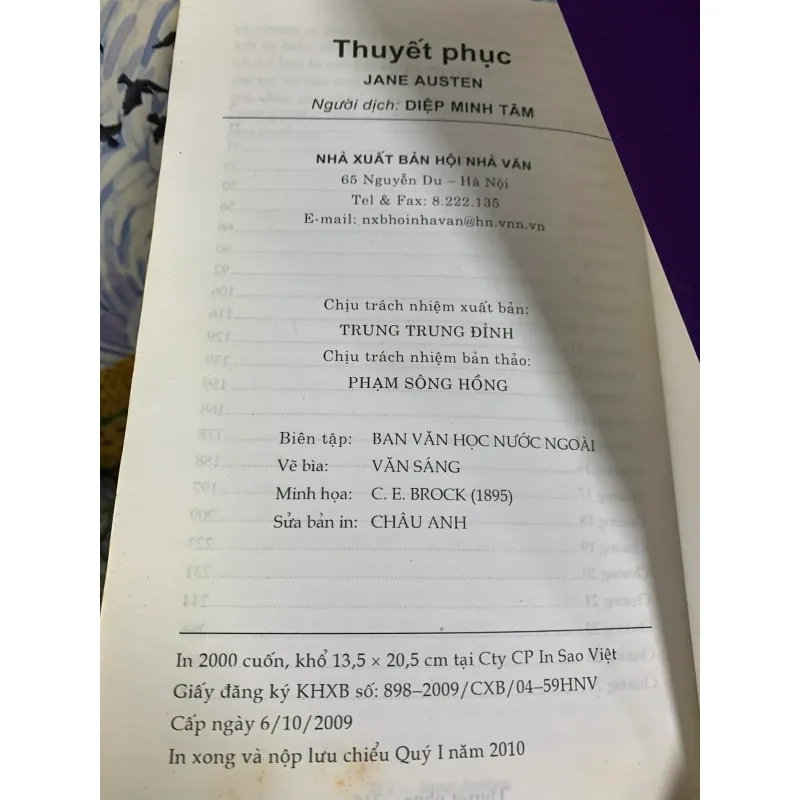 Thuyết phục
JANE AUSTEN
Người dịch: DIỆP MINH TÂM
NHÀ XUẤT BẢN HỘI NHÀ VĂN
65 Nguyễn Du – Hà Nội
Tel & Fax: 8.222.135
E-mail: nxbhoinhavan@hn.vnn.vn
Chịu trách nhiệm xuất bản:
TRUNG TRUNG ĐỈNH
Chịu trách nhiệm bản thảo:
PHẠM SÔNG HỒNG
Biên tập: BAN VĂN HỌC NƯỚC NGOÀI
Vẽ bìa: VĂN SÁNG
Minh họa: C. E. BROCK (1895)
Sửa bản in: CHÂU ANH
In 2000 cuốn, khổ 13,5 × 20,5 cm tại Cty CP In Sao Việt
Giấy đăng ký KHXB số: 898–2009/CXB/04–59HNV
Cấp ngày 6/10/2009
In xong và nộp lưu chiểu Quý I năm 2010